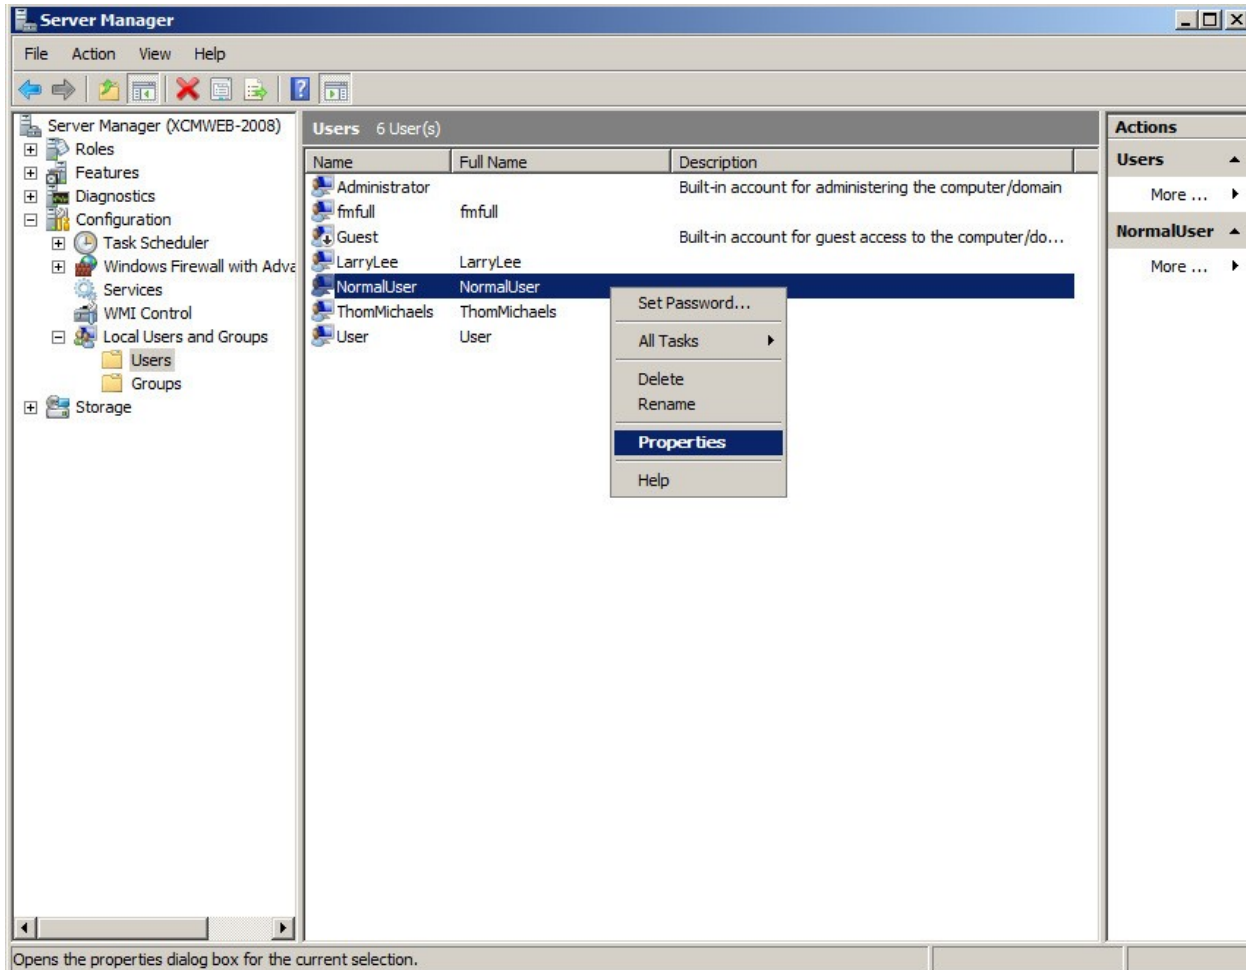 Server Manager
File Action View Help
Server Manager (XCMWEB-2008)
Roles
Features
Diagnostics
Configuration
Task Scheduler
Windows Firewall with Adva
Services
WMI Control
Local Users and Groups
Users
Groups
Storage
Users 6 User(s)
Name Full Name Description
Administrator Built-in account for administering the computer/domain
fmfull fmfull
Guest Built-in account for guest access to the computer/do...
LarryLee LarryLee
NormalUser NormalUser
ThomMichaels ThomMichaels
User User
Set Password...
All Tasks
Delete
Rename
Properties
Help
Actions
Users
More ...
NormalUser
More ...
Opens the properties dialog box for the current selection.